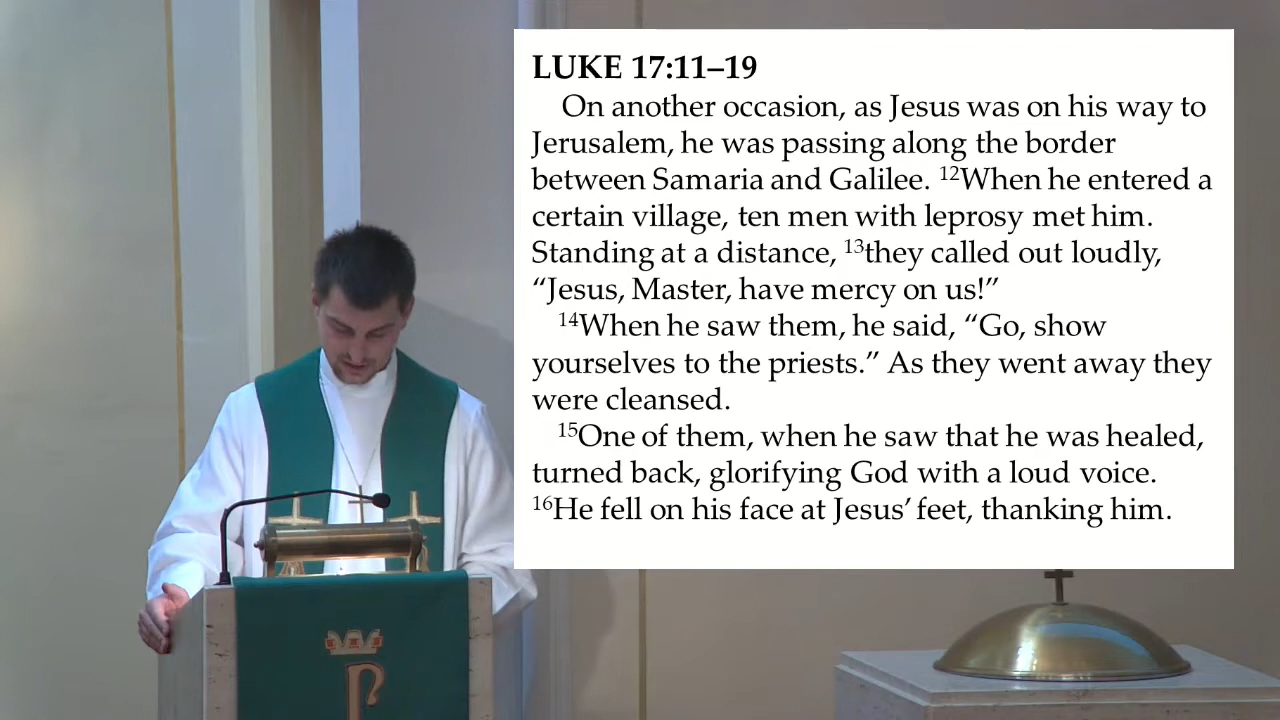 LUKE 17:11–19
On another occasion, as Jesus was on his way to
Jerusalem, he was passing along the border
between Samaria and Galilee. ¹²When he entered a
certain village, ten men with leprosy met him.
Standing at a distance, ¹³they called out loudly,
“Jesus, Master, have mercy on us!”
¹⁴When he saw them, he said, “Go, show
yourselves to the priests.” As they went away they
were cleansed.
¹⁵One of them, when he saw that he was healed,
turned back, glorifying God with a loud voice.
¹⁶He fell on his face at Jesus’ feet, thanking him.